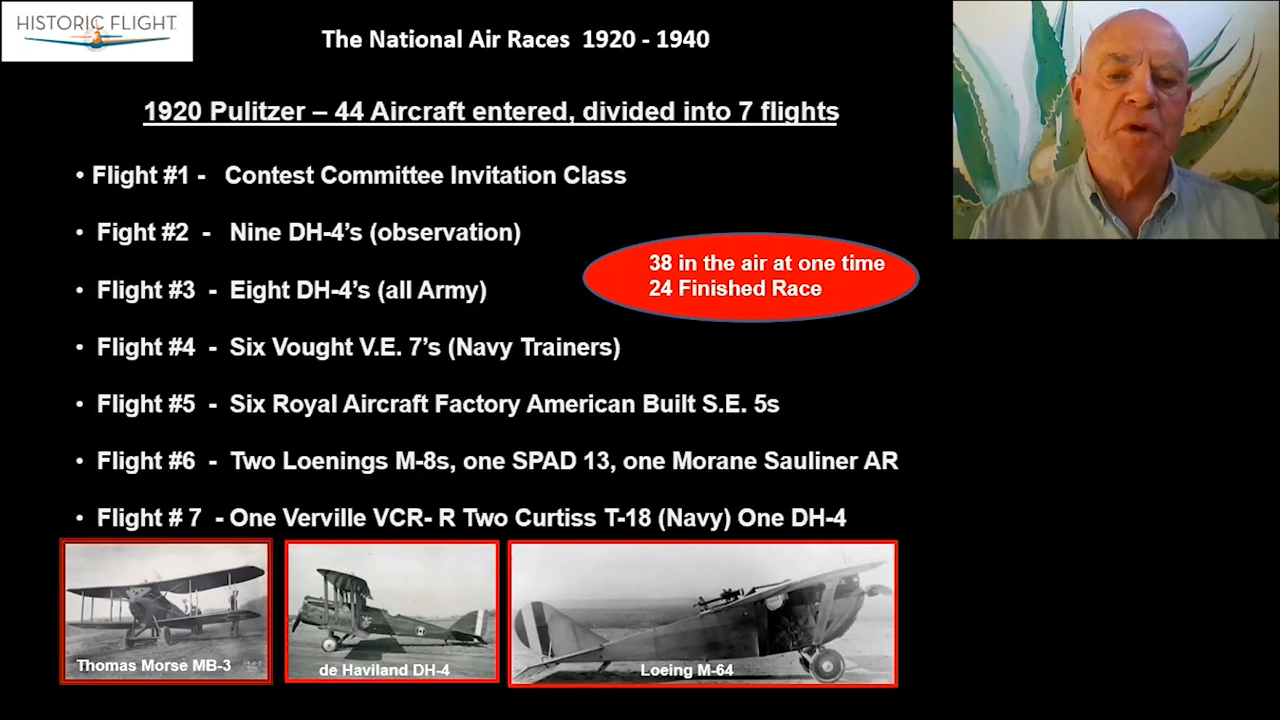 HISTORIC FLIGHT
The National Air Races 1920 - 1940
1920 Pulitzer – 44 Aircraft entered, divided into 7 flights
• Flight #1 - Contest Committee Invitation Class
• Fight #2 - Nine DH-4's (observation)
38 in the air at one time
24 Finished Race
• Flight #3 - Eight DH-4's (all Army)
• Flight #4 - Six Vought V.E. 7's (Navy Trainers)
• Flight #5 - Six Royal Aircraft Factory American Built S.E. 5s
• Flight #6 - Two Loenings M-8s, one SPAD 13, one Morane Sauliner AR
• Flight # 7 - One Verville VCR- R Two Curtiss T-18 (Navy) One DH-4
Thomas Morse MB-3
de Haviland DH-4
Loeing M-64